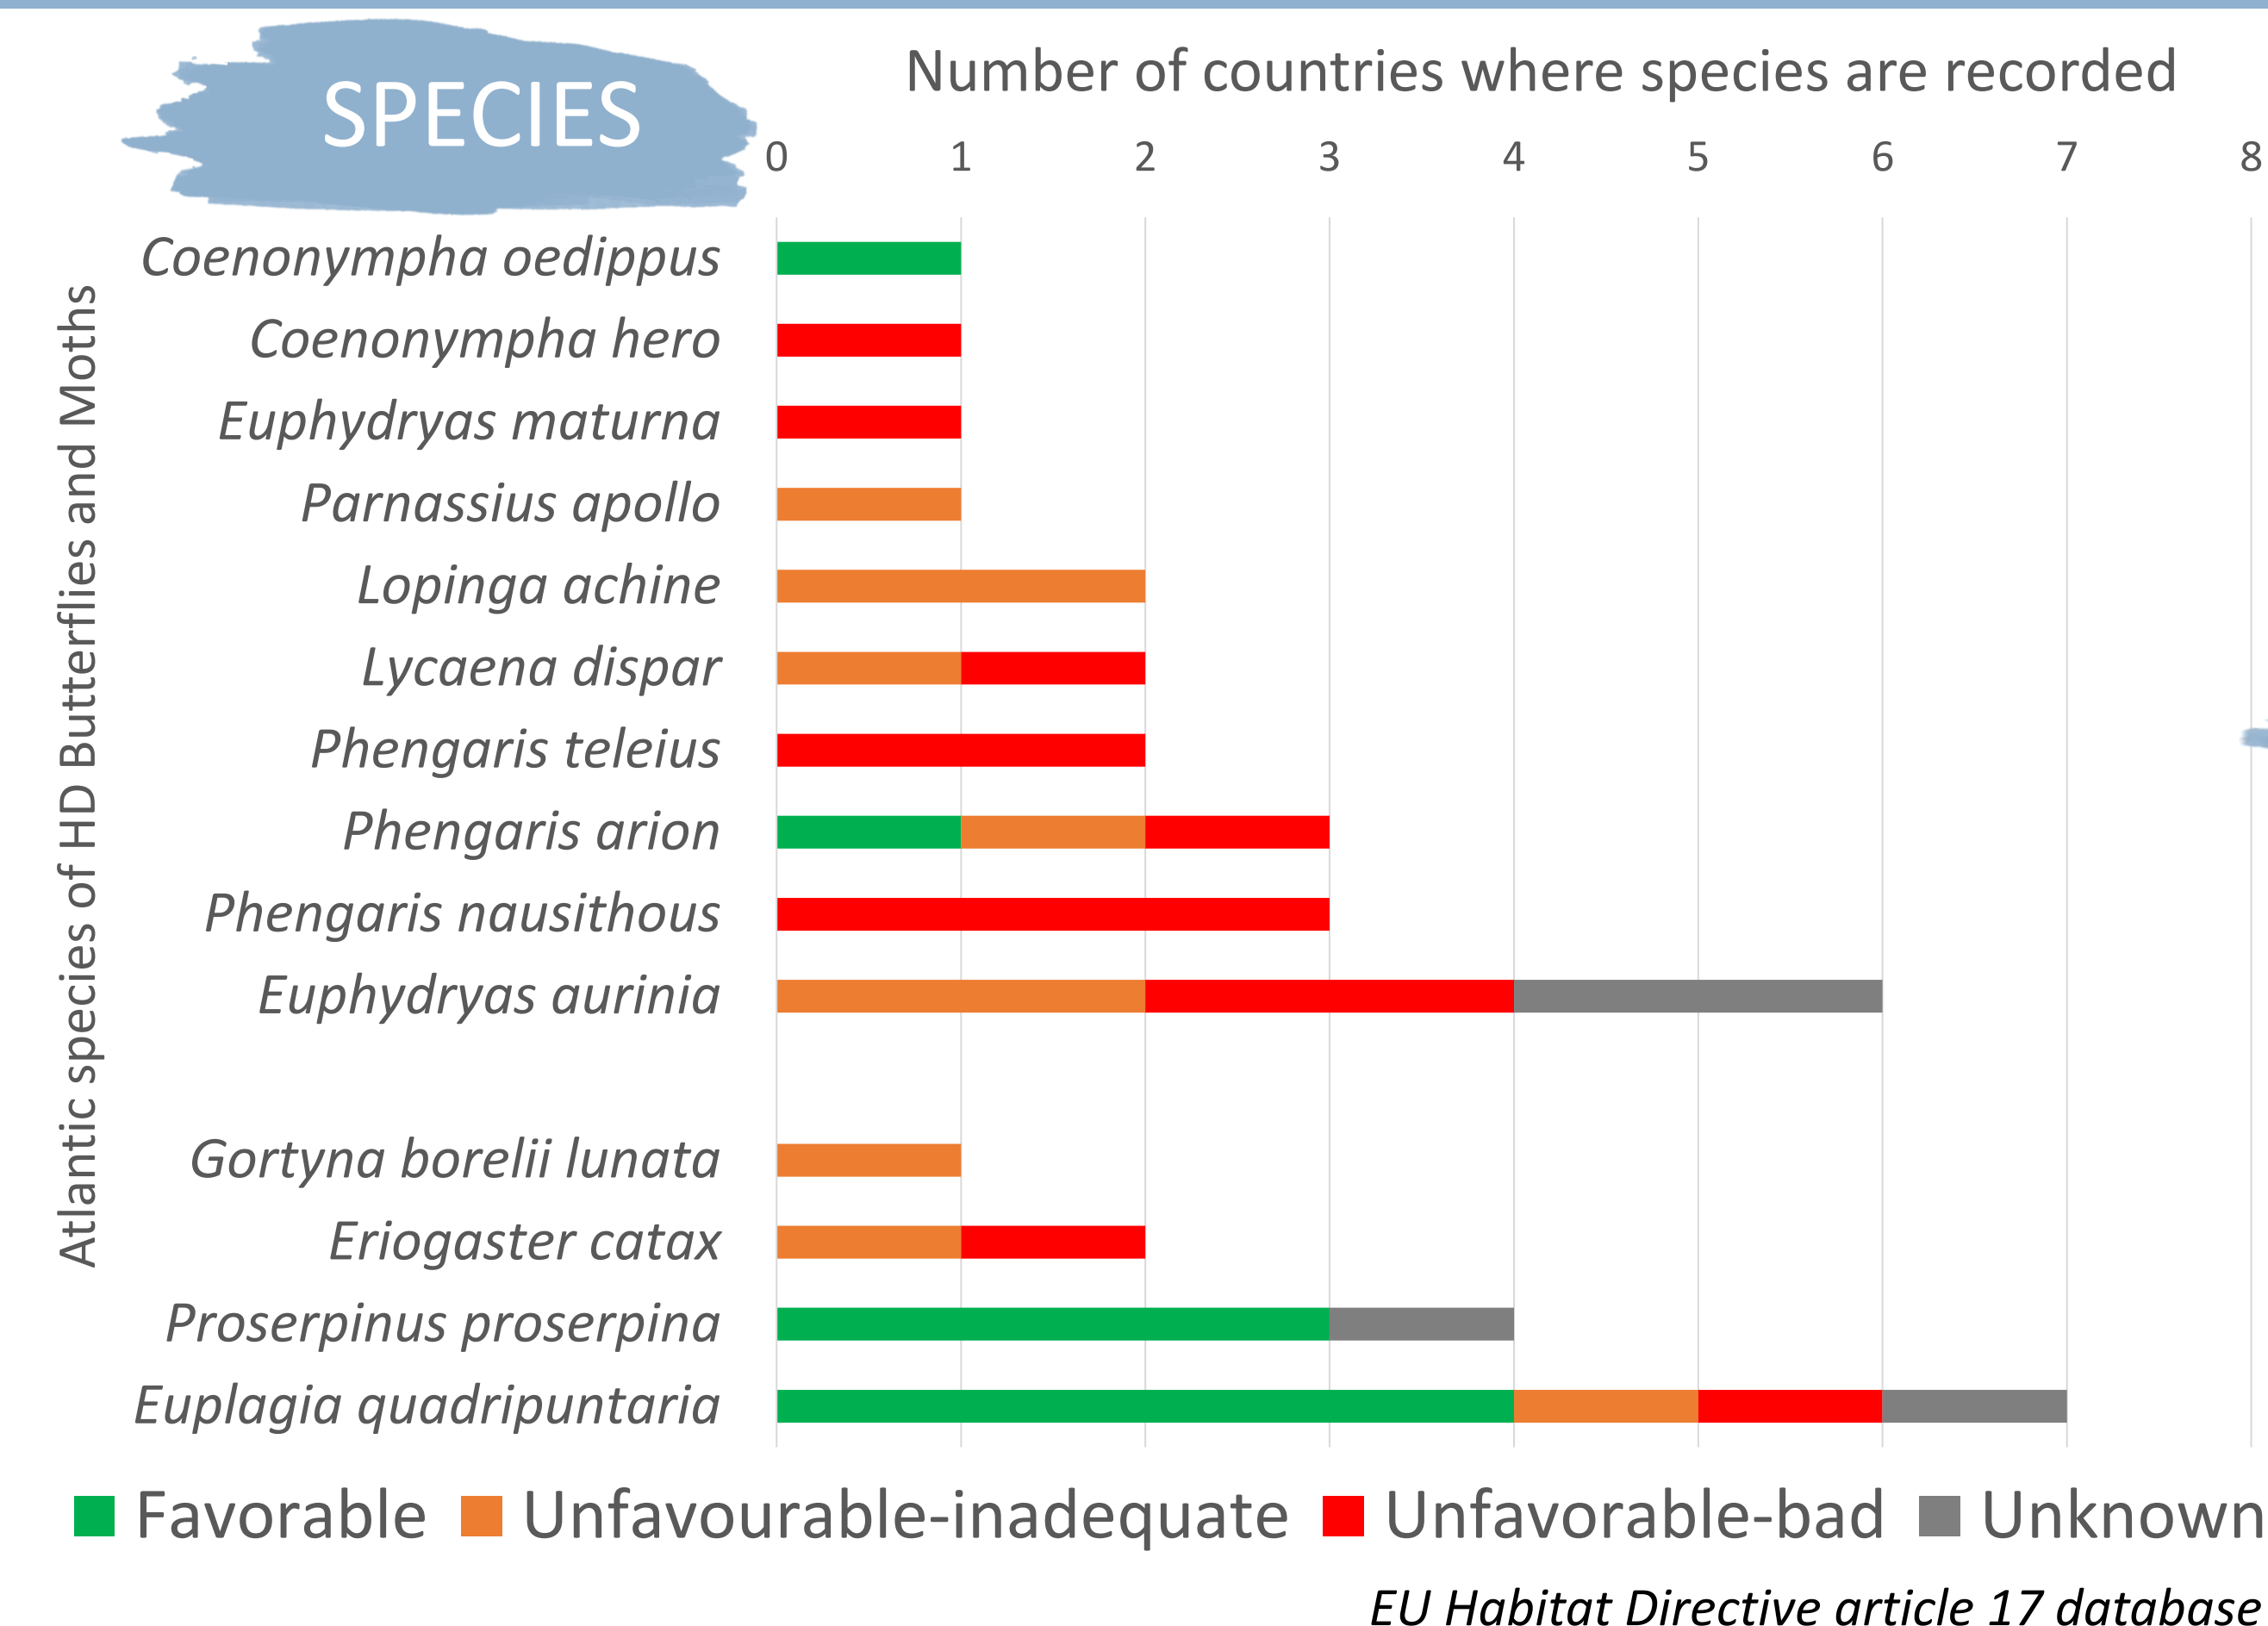 SPECIES
Number of countries where species are recorded
0 1 2 3 4 5 6 7 8
Atlantic species of HD Butterflies and Moths
Coenonympha oedippus
Coenonympha hero
Euphydryas maturna
Parnassius apollo
Lopinga achine
Lycaena dispar
Phengaris teleius
Phengaris arion
Phengaris nausithous
Euphydryas aurinia
Gortyna borelii lunata
Eriogaster catax
Proserpinus proserpina
Euplagia quadripuntaria
Favorable Unfavourable-inadequate Unfavorable-bad Unknown
EU Habitat Directive article 17 database